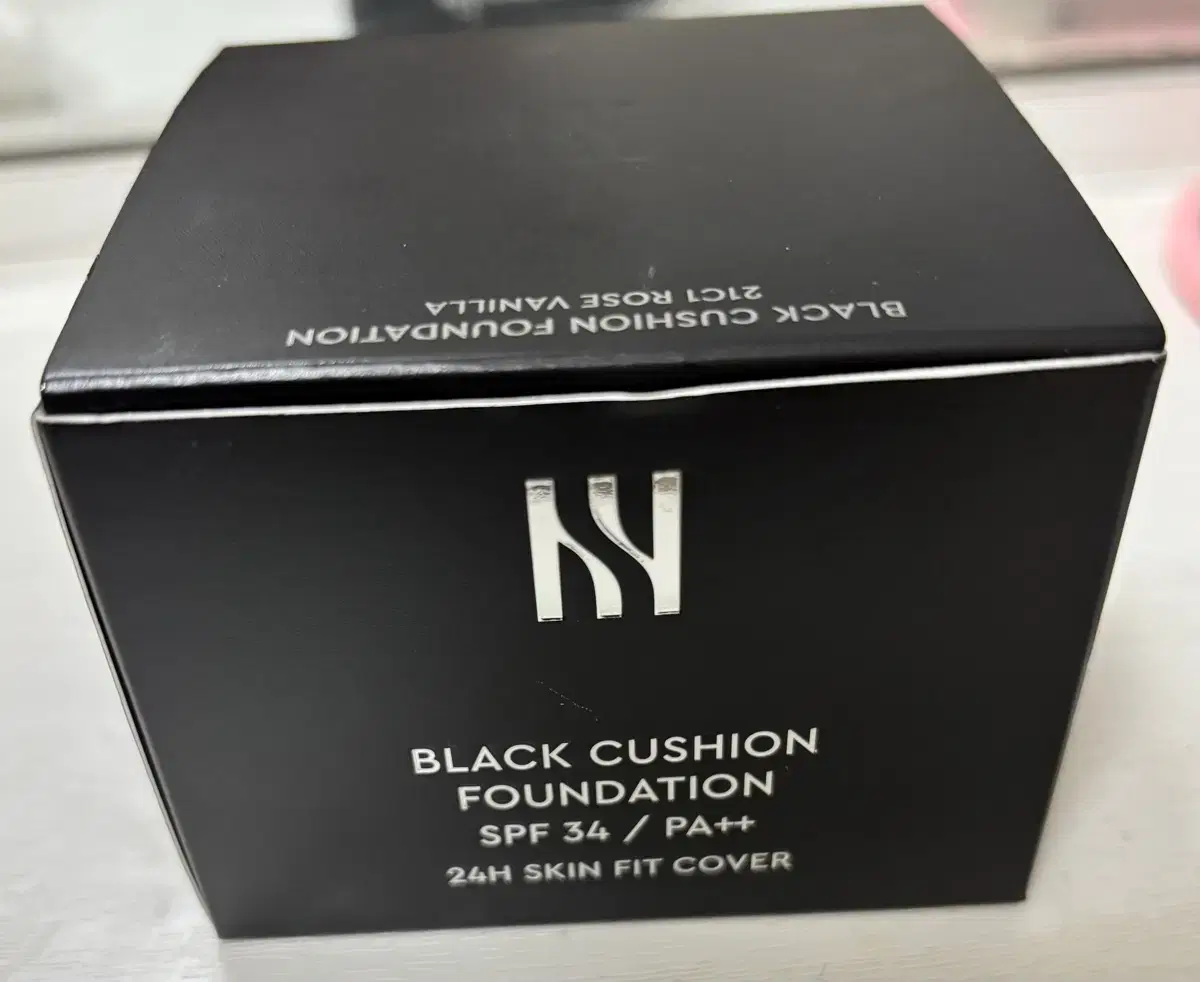 BLACK CUSHION FOUNDATION
21C1 ROSE VANILLA
BLACK CUSHION
FOUNDATION
SPF 34 / PA++
24H SKIN FIT COVER